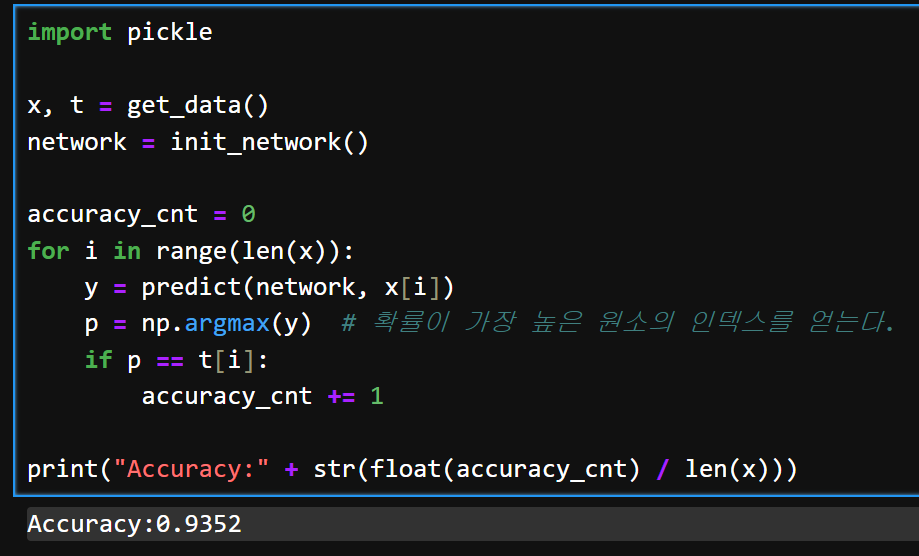 import pickle
x, t = get_data()
network = init_network()
accuracy_cnt = 0
for i in range(len(x)):
    y = predict(network, x[i])
    p = np.argmax(y)  # 확률이 가장 높은 원소의 인덱스를 얻는다.
    if p == t[i]:
        accuracy_cnt += 1
print("Accuracy:" + str(float(accuracy_cnt) / len(x)))
Accuracy:0.9352